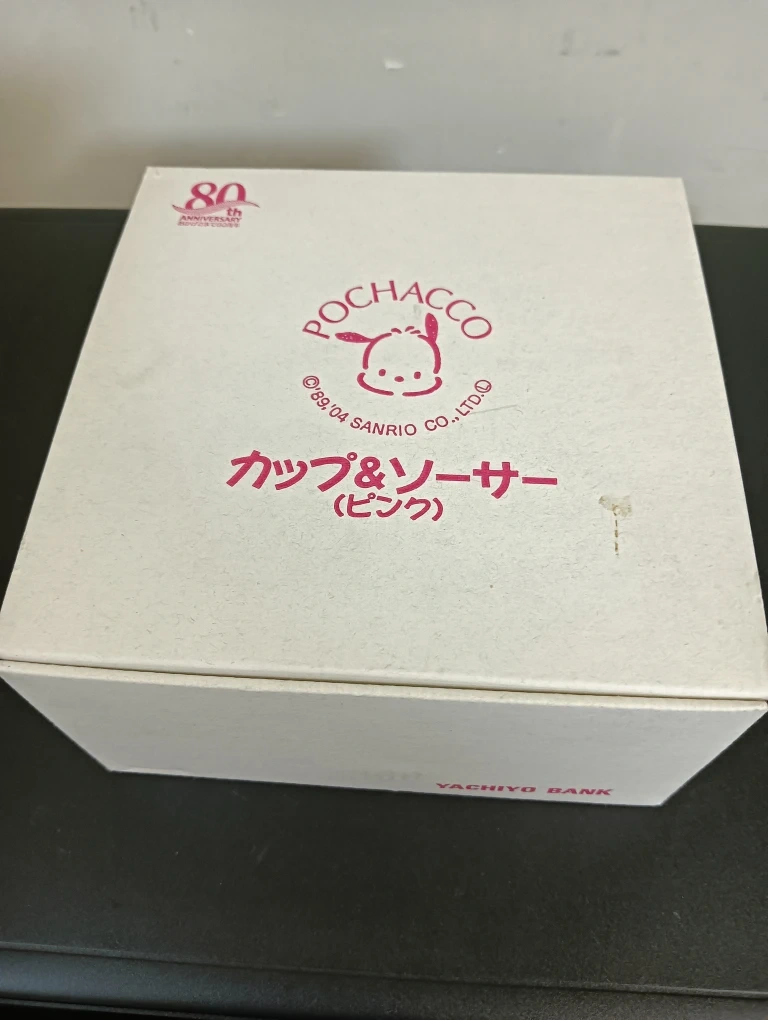 80th
ANNIVERSARY
POCHACCO
©'89,'04 SANRIO CO., LTD.Ⓛ
カップ&ソーサー
(ピンク)
YACHIYO BANK